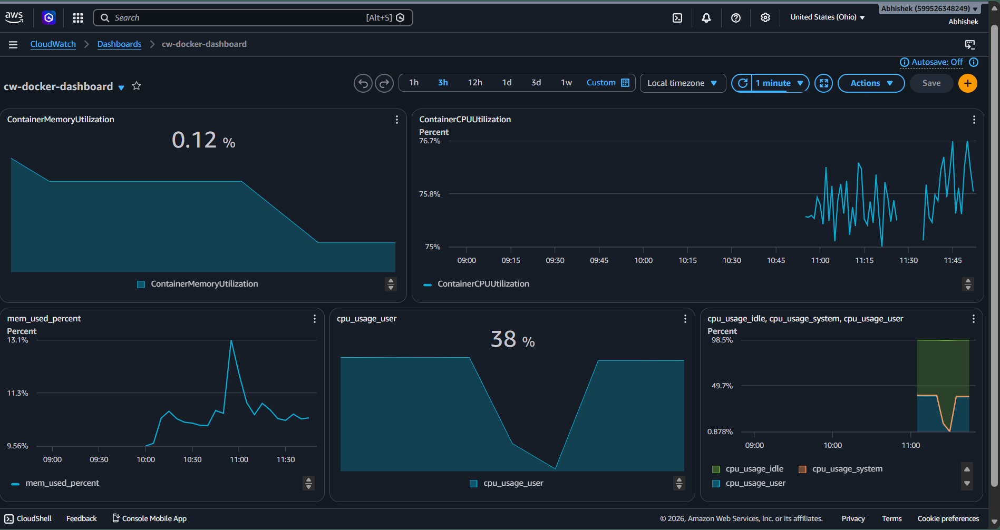 aws
Search [Alt+S]
United States (Ohio)
Abhishek (599526348249)
Abhishek
CloudWatch
Dashboards
cw-docker-dashboard
Autosave: Off
cw-docker-dashboard
1h 3h 12h 1d 3d 1w Custom
Local timezone
1 minute
Actions
Save
ContainerMemoryUtilization
0.12 %
ContainerMemoryUtilization
ContainerCPUUtilization
Percent
76.7%
75.8%
75%
09:00 09:15 09:30 09:45 10:00 10:15 10:30 10:45 11:00 11:15 11:30 11:45
ContainerCPUUtilization
mem_used_percent
Percent
13.1%
11.3%
9.56%
09:00 09:30 10:00 10:30 11:00 11:30
mem_used_percent
cpu_usage_user
38 %
cpu_usage_user
cpu_usage_idle, cpu_usage_system, cpu_usage_user
Percent
98.5%
49.7%
0.878%
09:00 10:00 11:00
cpu_usage_idle cpu_usage_system
cpu_usage_user
CloudShell Feedback Console Mobile App
© 2026, Amazon Web Services, Inc. or its affiliates. Privacy Terms Cookie preferences